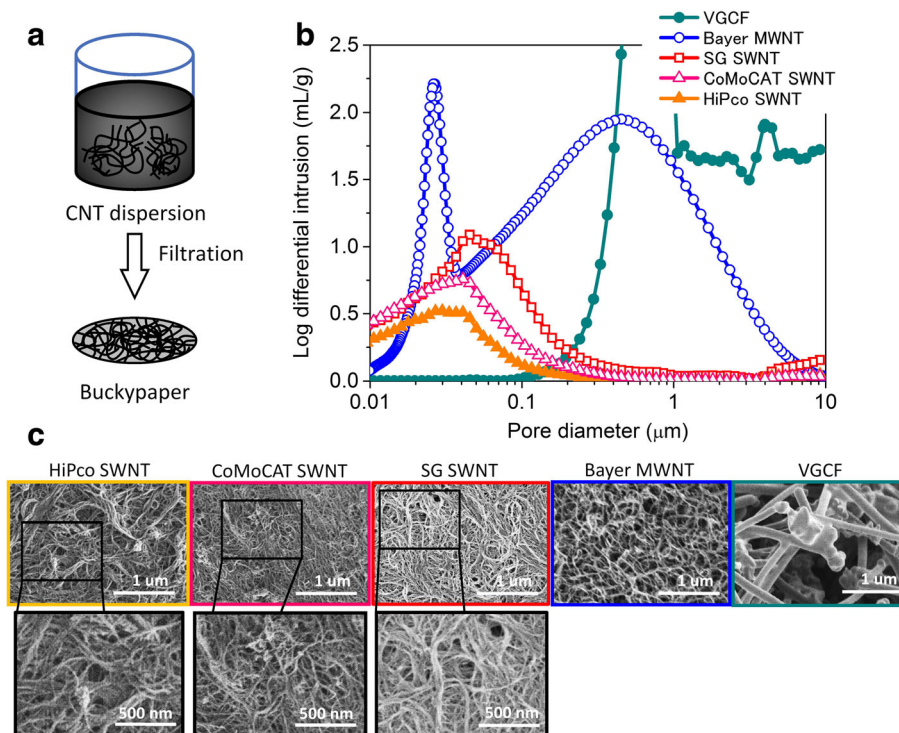 a
CNT dispersion
Filtration
Buckypaper
b
VGCF
Bayer MWNT
SG SWNT
CoMoCAT SWNT
HiPco SWNT
Log differential intrusion (mL/g)
2.5
2.0
1.5
1.0
0.5
0.0
0.01
0.1
1
10
Pore diameter (μm)
c
HiPco SWNT
CoMoCAT SWNT
SG SWNT
Bayer MWNT
VGCF
1 um
1 um
1 um
1 um
1 um
500 nm
500 nm
500 nm